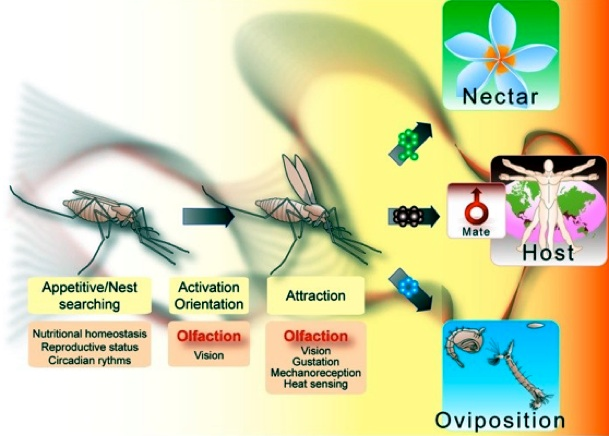 Nectar
Mate
Host
Appetitive/Nest
searching
Activation
Orientation
Attraction
Nutritional homeostasis
Reproductive status
Circadian rythms
Olfaction
Vision
Olfaction
Vision
Gustation
Mechanoreception
Heat sensing
Oviposition